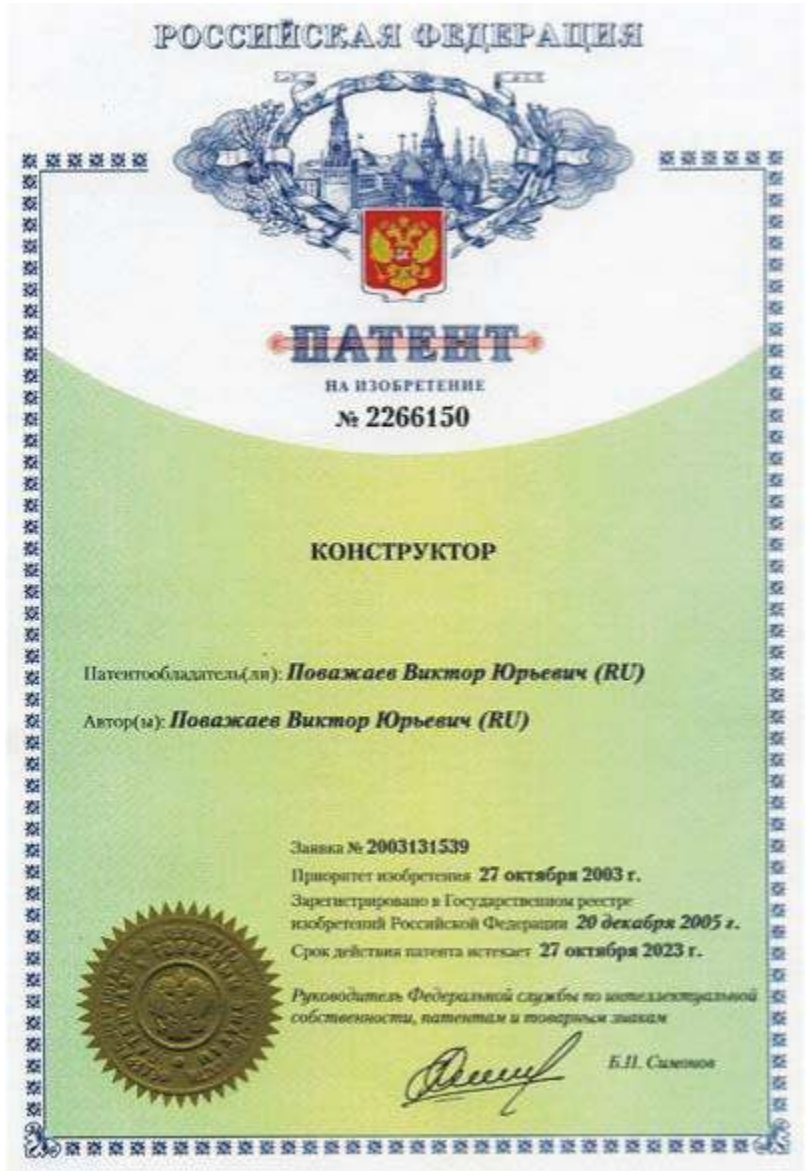 РОССИЙСКАЯ ФЕДЕРАЦИЯ
ПАТЕНТ
НА ИЗОБРЕТЕНИЕ
№ 2266150
КОНСТРУКТОР
Патентообладатель(ли): Поважаев Виктор Юрьевич (RU)
Автор(ы): Поважаев Виктор Юрьевич (RU)
Заявка № 2003131539
Приоритет изобретения 27 октября 2003 г.
Зарегистрировано в Государственном реестре
изобретений Российской Федерации 20 декабря 2005 г.
Срок действия патента истекает 27 октября 2023 г.
Руководитель Федеральной службы по интеллектуальной
собственности, патентам и товарным знакам
Б.П. Симонов